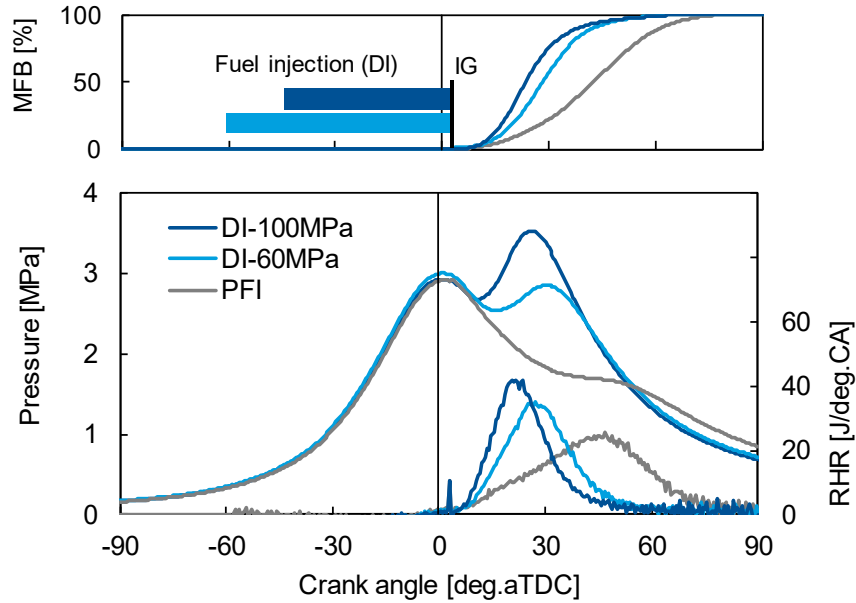 100
MFB [%]
50
0
Fuel injection (DI)
IG
4
3
2
1
0
Pressure [MPa]
DI-100MPa
DI-60MPa
PFI
60
40
20
0
RHR [J/deg.CA]
-90
-60
-30
0
30
60
90
Crank angle [deg.aTDC]